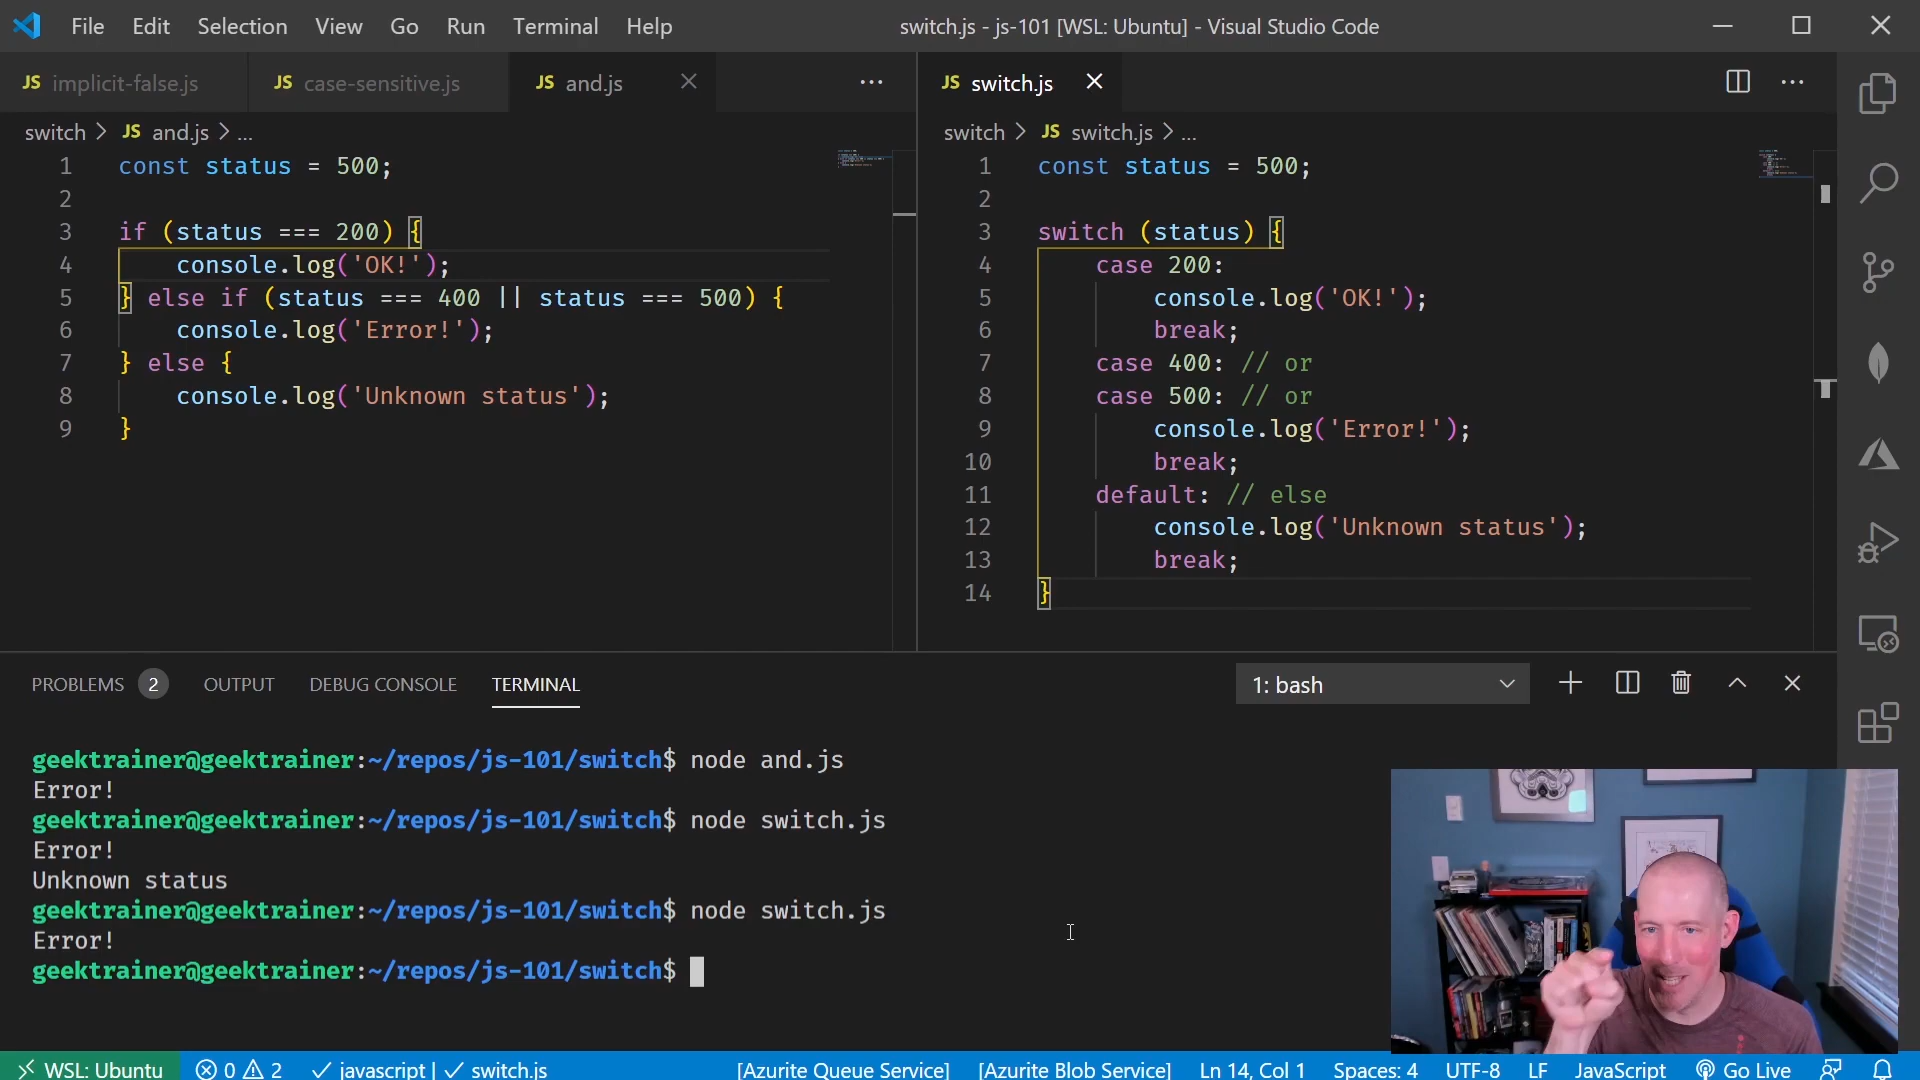 File Edit Selection View Go Run Terminal Help
switch.js - js-101 [WSL: Ubuntu] - Visual Studio Code
JS implicit-false.js JS case-sensitive.js JS and.js
JS switch.js
switch > JS and.js > ...
1 const status = 500;
2
3 if (status === 200) {
4 console.log('OK!');
5 } else if (status === 400 || status === 500) {
6 console.log('Error!');
7 } else {
8 console.log('Unknown status');
9 }
switch > JS switch.js > ...
1 const status = 500;
2
3 switch (status) {
4 case 200:
5 console.log('OK!');
6 break;
7 case 400: // or
8 case 500: // or
9 console.log('Error!');
10 break;
11 default: // else
12 console.log('Unknown status');
13 break;
14 }
PROBLEMS 2 OUTPUT DEBUG CONSOLE TERMINAL 1: bash
geektrainer@geektrainer:~/repos/js-101/switch$ node and.js
Error!
geektrainer@geektrainer:~/repos/js-101/switch$ node switch.js
Error!
Unknown status
geektrainer@geektrainer:~/repos/js-101/switch$ node switch.js
Error!
geektrainer@geektrainer:~/repos/js-101/switch$
WSL: Ubuntu 0 2 javascript | switch.js [Azurite Queue Service] [Azurite Blob Service] Ln 14, Col 1 Spaces: 4 UTF-8 LF JavaScript Go Live